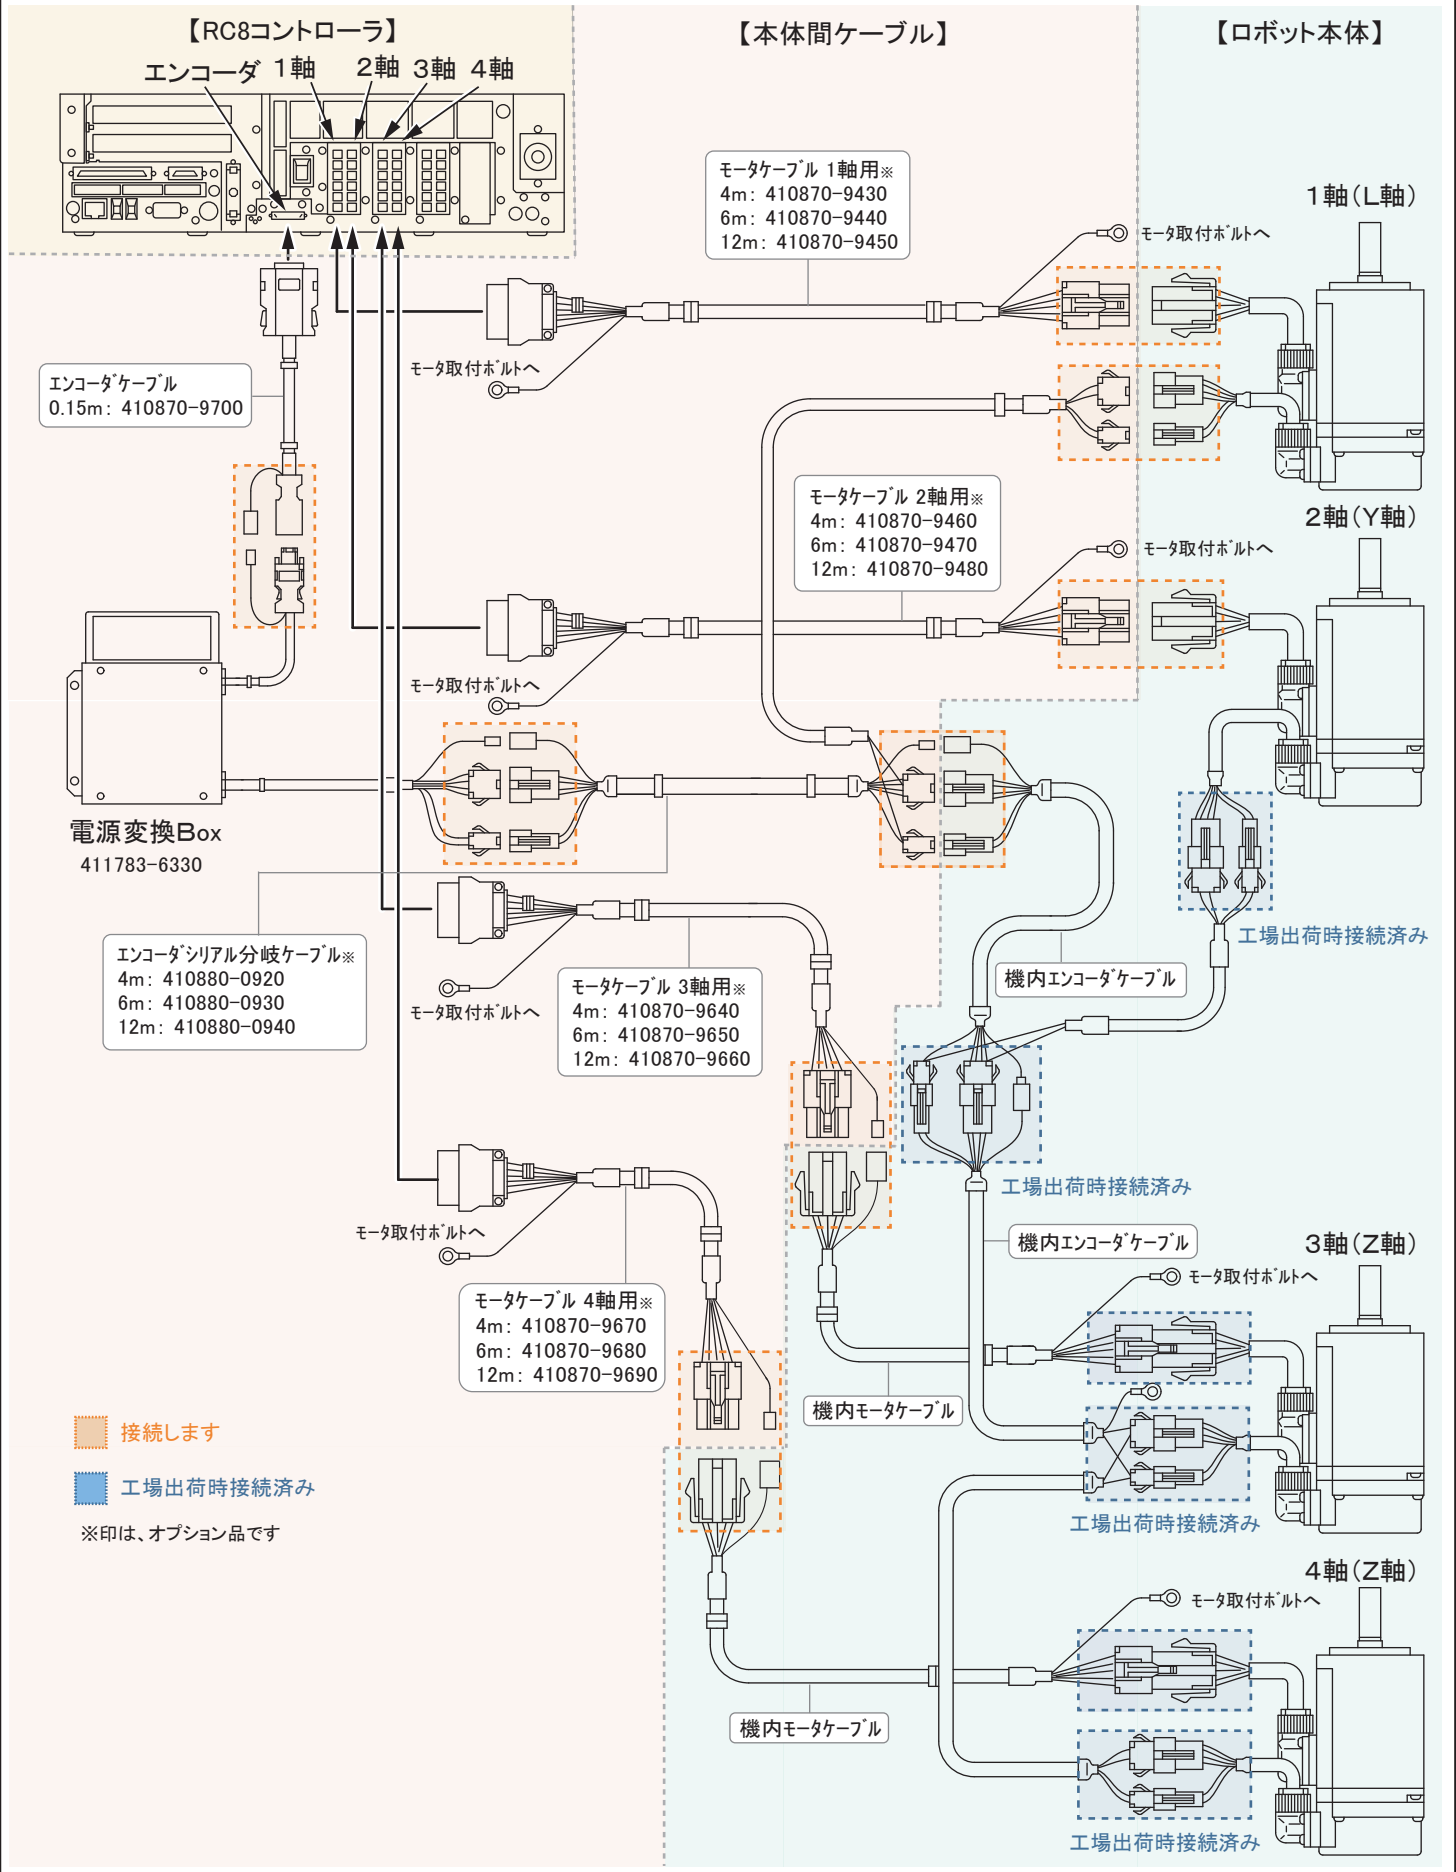 【RC8コントローラ】
【本体間ケーブル】
【ロボット本体】
エンコーダ
1軸
2軸
3軸
4軸
モータケーブル 1軸用※
4m: 410870-9430
6m: 410870-9440
12m: 410870-9450
モータ取付ボルトへ
1軸(L軸)
モータ取付ボルトへ
エンコーダケーブル
0.15m: 410870-9700
モータケーブル 2軸用※
4m: 410870-9460
6m: 410870-9470
12m: 410870-9480
モータ取付ボルトへ
2軸(Y軸)
モータ取付ボルトへ
電源変換Box
411783-6330
工場出荷時接続済み
エンコーダシリアル分岐ケーブル※
4m: 410880-0920
6m: 410880-0930
12m: 410880-0940
モータ取付ボルトへ
モータケーブル 3軸用※
4m: 410870-9640
6m: 410870-9650
12m: 410870-9660
機内エンコーダケーブル
工場出荷時接続済み
モータ取付ボルトへ
機内エンコーダケーブル
3軸(Z軸)
モータ取付ボルトへ
モータケーブル 4軸用※
4m: 410870-9670
6m: 410870-9680
12m: 410870-9690
機内モータケーブル
接続します
工場出荷時接続済み
※印は、オプション品です
工場出荷時接続済み
4軸(Z軸)
モータ取付ボルトへ
機内モータケーブル
工場出荷時接続済み